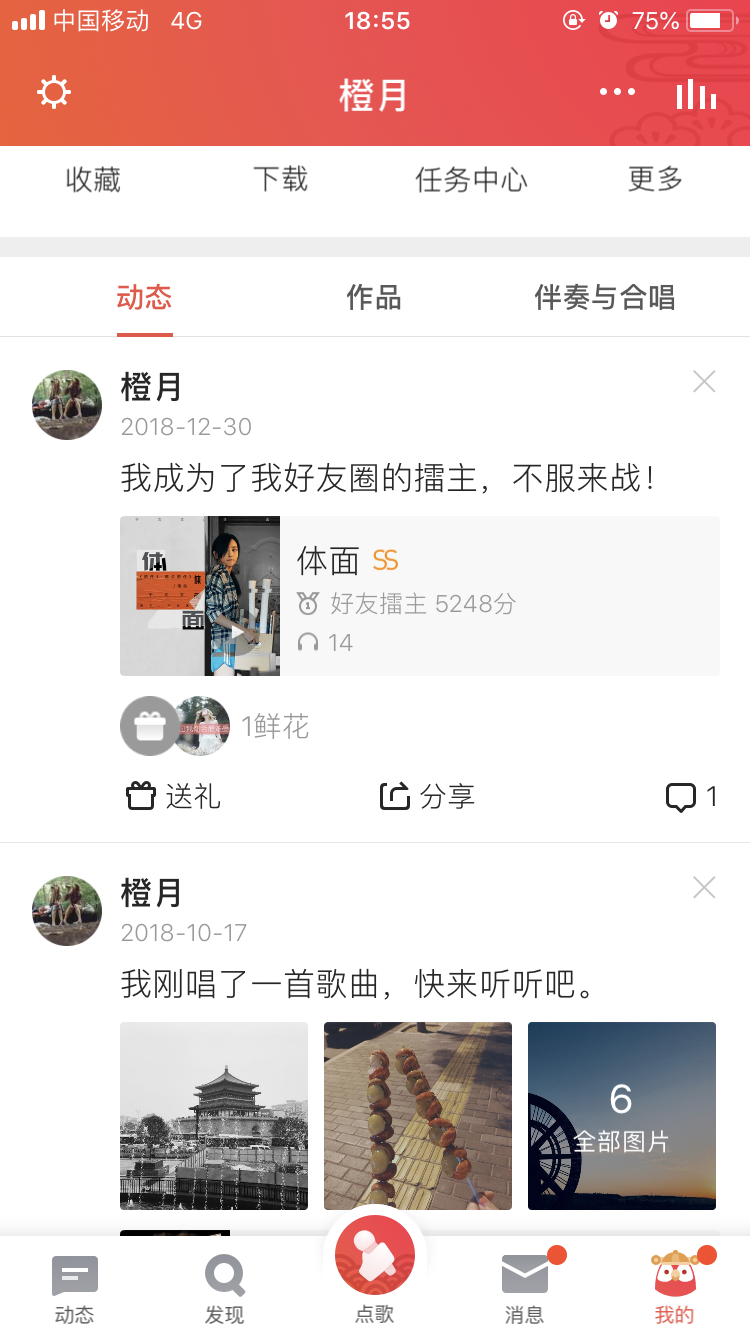 中国移动 4G 18:55 75%
橙月
收藏 下载 任务中心 更多
动态 作品 伴奏与合唱
橙月
2018-12-30
我成为了我好友圈的擂主，不服来战！
体
面
体面 SS
好友擂主 5248分
14
1鲜花
送礼 分享 1
橙月
2018-10-17
我刚唱了一首歌曲，快来听听吧。
6
全部图片
动态 发现 点歌 消息 我的